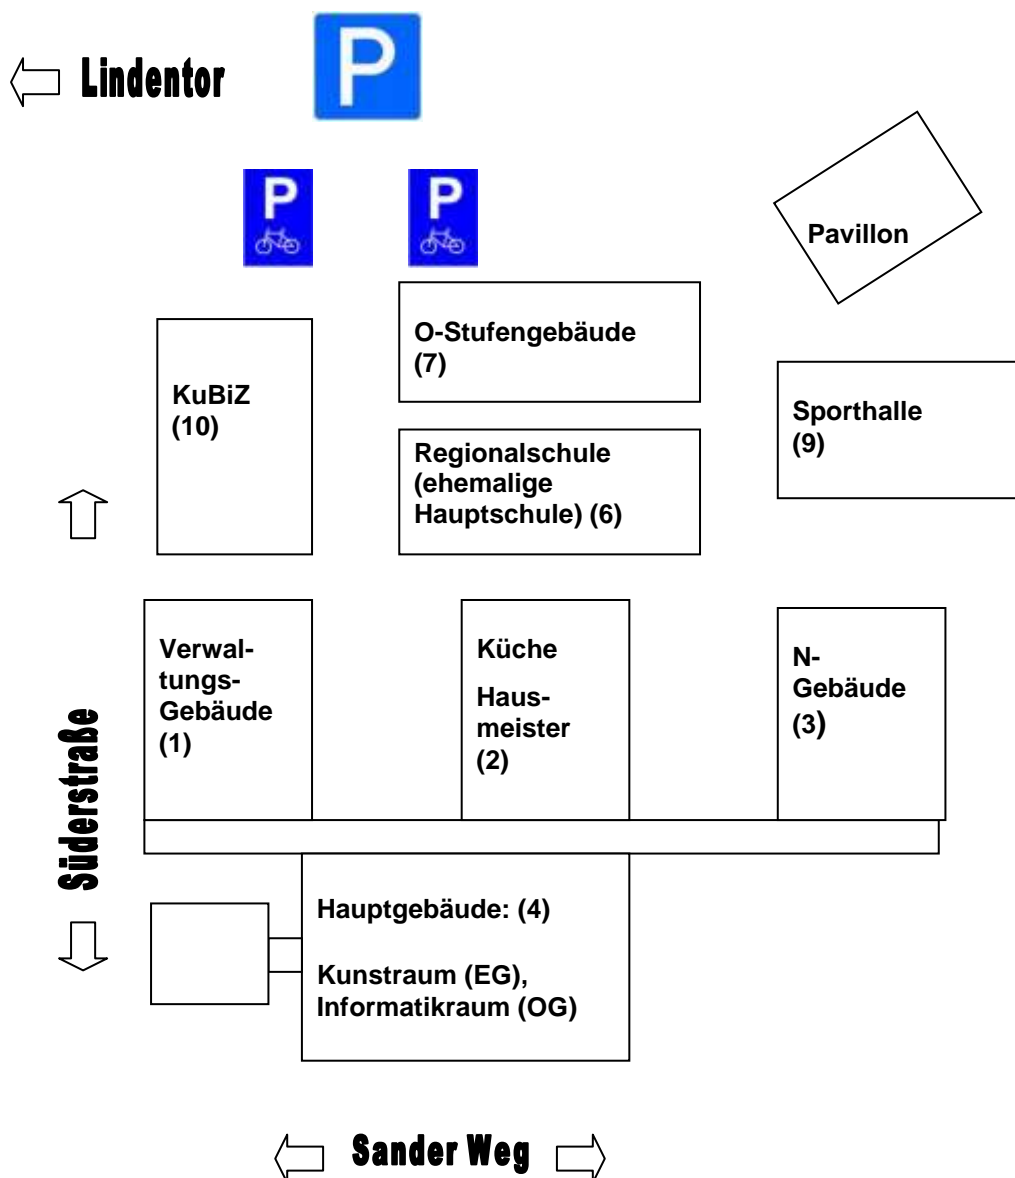 Lindentor
P
P
P
Pavillon
O-Stufengebäude
(7)
KuBiZ
(10)
Sporthalle
(9)
Regionalschule
(ehemalige
Hauptschule) (6)
Verwal-
tungs-
Gebäude
(1)
Küche
Haus-
meister
(2)
N-
Gebäude
(3)
Süderstraße
Hauptgebäude: (4)
Kunstraum (EG),
Informatikraum (OG)
Sander Weg